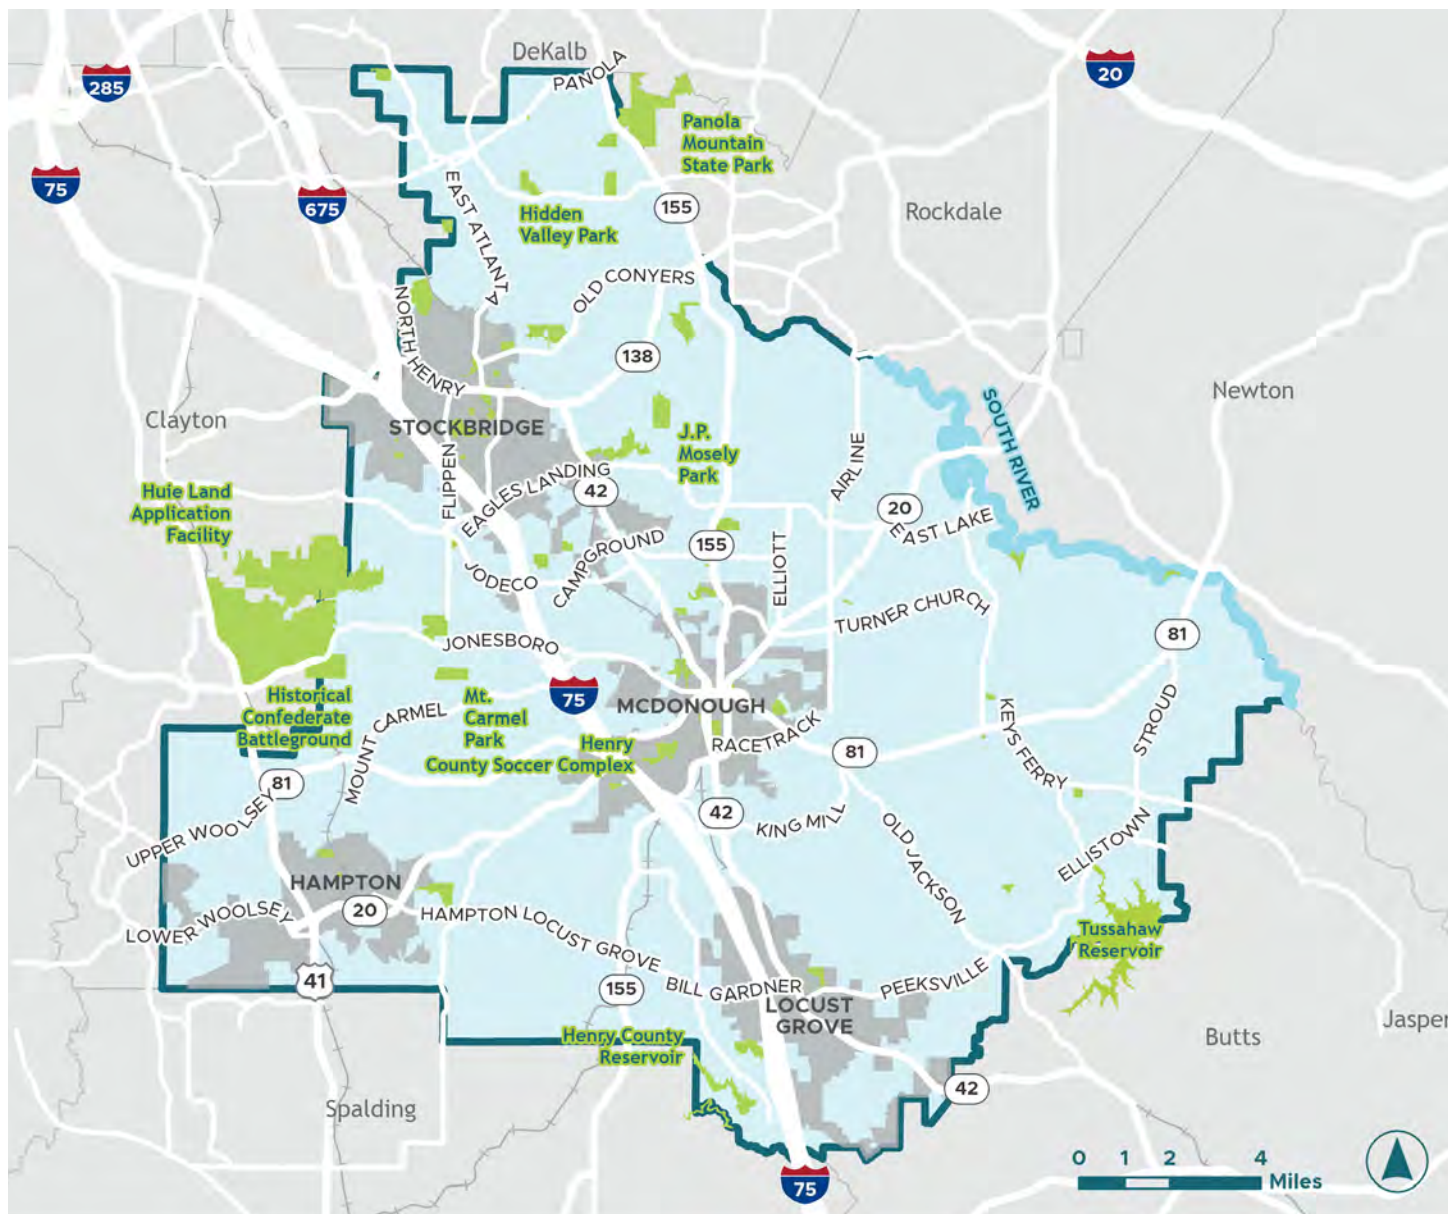 DeKalb
PANOLA
285
20
Panola
Mountain
State Park
75
675
EAST ATLANTA
155
Hidden
Valley Park
Rockdale
OLD CONYERS
NORTH HENRY
138
Newton
Clayton
STOCKBRIDGE
SOUTH RIVER
J.P.
Mosely
Park
FLIPPEN
EAGLES LANDING
AIRLINE
Huie Land
Application
Facility
42
20
EAST LAKE
CAMPGROUND
155
ELLIOTT
JODECO
TURNER CHURCH
JONESBORO
81
Historical
Confederate
Battleground
75
Mt.
Carmel
Park
MCDONOUGH
MOUNT CARMEL
KEYS FERRY
STROUD
Henry
County Soccer Complex
RACETRACK
81
81
UPPER WOOLSEY
42
KING MILL
OLD JACKSON
ELLISTOWN
HAMPTON
20
LOWER WOOLSEY
HAMPTON LOCUST GROVE
Tussahaw
Reservoir
41
155
BILL GARDNER
PEEKSVILLE
LOCUST
GROVE
Henry County
Reservoir
Butts
Jasper
42
Spalding
0 1 2 4
Miles
75